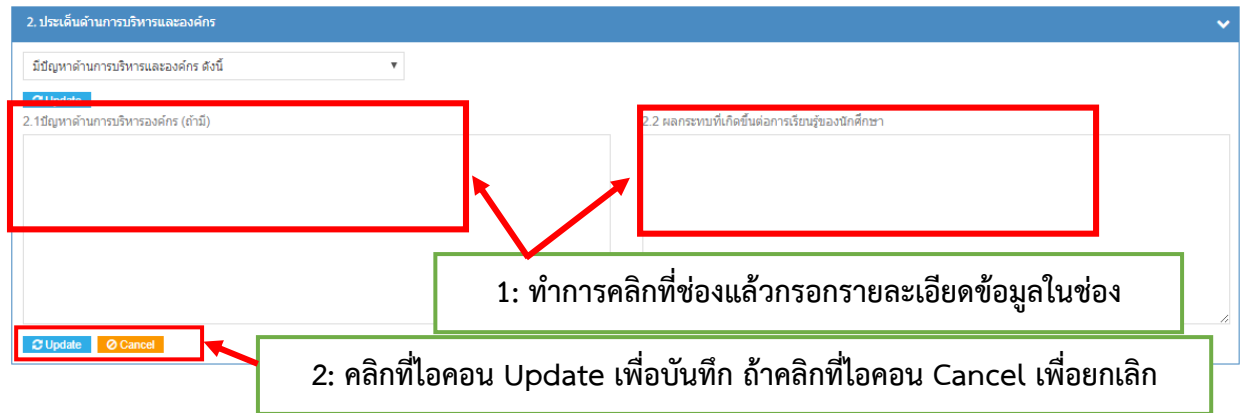 2. ประเด็นด้านการบริหารและองค์กร
มีปัญหาด้านการบริหารและองค์กร ดังนี้
Update
2.1ปัญหาด้านการบริหารองค์กร (ถ้ามี)
2.2 ผลกระทบที่เกิดขึ้นต่อการเรียนรู้ของนักศึกษา
1: ทำการคลิกที่ช่องแล้วกรอกรายละเอียดข้อมูลในช่อง
Update Cancel
2: คลิกที่ไอคอน Update เพื่อบันทึก ถ้าคลิกที่ไอคอน Cancel เพื่อยกเลิก